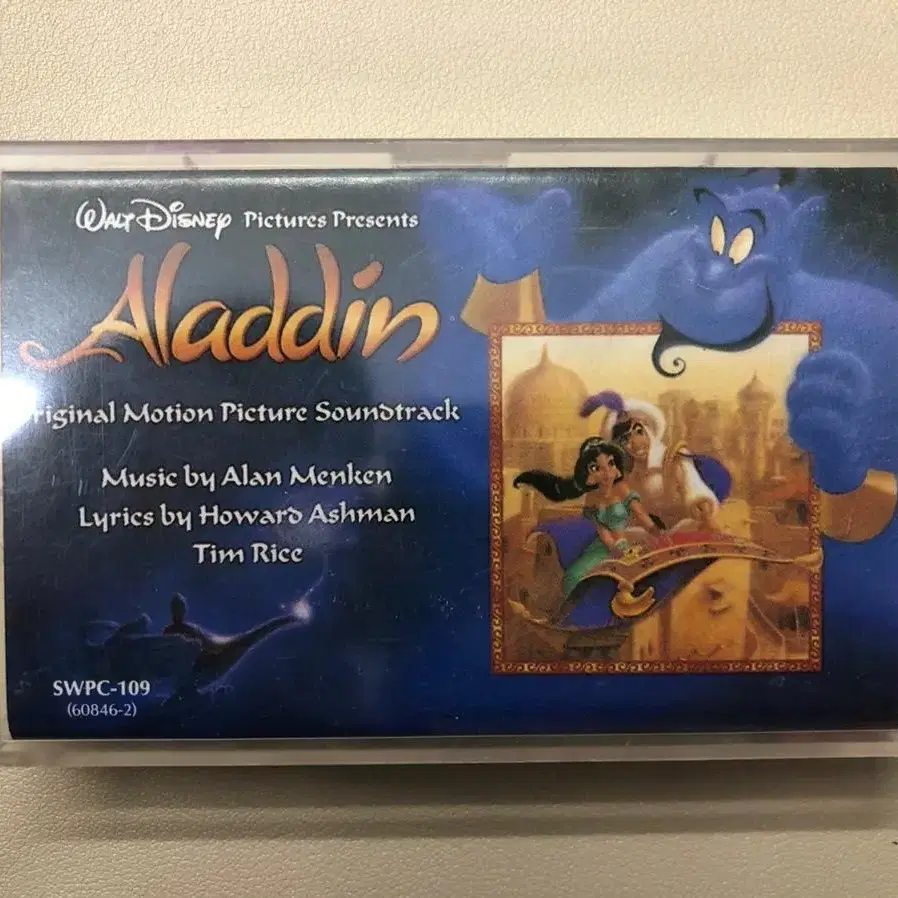 WALT DISNEY Pictures Presents
Aladdin
Original Motion Picture Soundtrack
Music by Alan Menken
Lyrics by Howard Ashman
Tim Rice
SWPC-109
(60846-2)